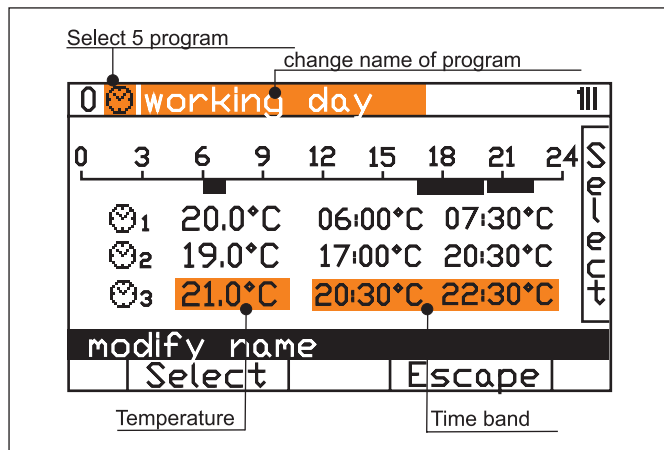 Select 5 program
change name of program
0 working day
0 3 6 9 12 15 18 21 24
Select
1 20.0°C 06:00°C 07:30°C
2 19.0°C 17:00°C 20:30°C
3 21.0°C 20:30°C 22:30°C
modify name
Select Escape
Temperature Time band